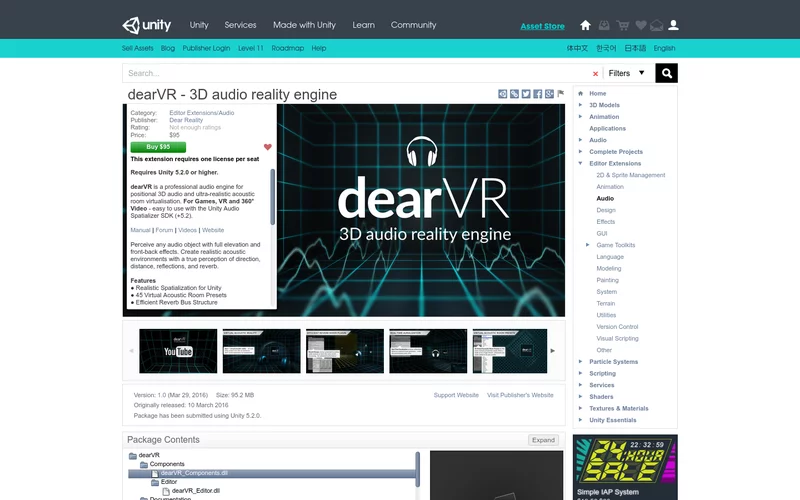 unity
Unity
Services
Made with Unity
Learn
Community
Asset Store
Sell Assets
Blog
Publisher Login
Level 11
Roadmap
Help
体中文
한국어
日本語
English
Search...
Filters
dearVR - 3D audio reality engine
Category: Editor Extensions/Audio
Publisher: Dear Reality
Rating: Not enough ratings
Price: $95
Buy $95
This extension requires one license per seat
Requires Unity 5.2.0 or higher.
dearVR is a professional audio engine for
positional 3D audio and ultra-realistic acoustic
room virtualisation. For Games, VR and 360°
Video - easy to use with the Unity Audio
Spatializer SDK (+5.2).
Manual | Forum | Videos | Website
Perceive any audio object with full elevation and
front-back effects. Create realistic acoustic
environments with a true perception of direction,
distance, reflections, and reverb.
Features
● Realistic Spatialization for Unity
● 45 Virtual Acoustic Room Presets
● Efficient Reverb Bus Structure
dearVR
3D audio reality engine
YouTube
Version: 1.0 (Mar 29, 2016) Size: 95.2 MB
Support Website
Visit Publisher's Website
Originally released: 10 March 2016
Package has been submitted using Unity 5.2.0.
Package Contents
Expand
dearVR
Components
dearVR_Components.dll
Editor
dearVR_Editor.dll
Documentation
Home
3D Models
Animation
Applications
Audio
Complete Projects
Editor Extensions
2D & Sprite Management
Animation
Audio
Design
Effects
GUI
Game Toolkits
Language
Modeling
Painting
System
Terrain
Utilities
Version Control
Visual Scripting
Other
Particle Systems
Scripting
Services
Shaders
Textures & Materials
Unity Essentials
22:32:59
24 HOUR
SALE
Simple IAP System